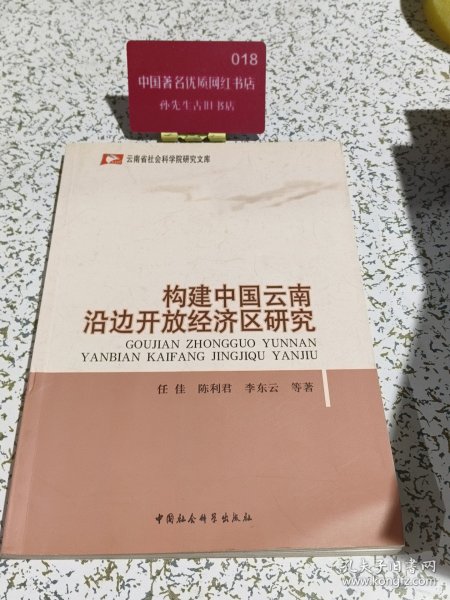 018
中国著名优质网红书店
孙先生古旧书店
云南省社会科学院研究文库
构建中国云南
沿边开放经济区研究
GOUJIAN ZHONGGUO YUNNAN
YANBIAN KAIFANG JINGJIQU YANJIU
任佳 陈利君 李东云 等著
中国社会科学出版社
孔夫子旧书网
www.kongfz.com